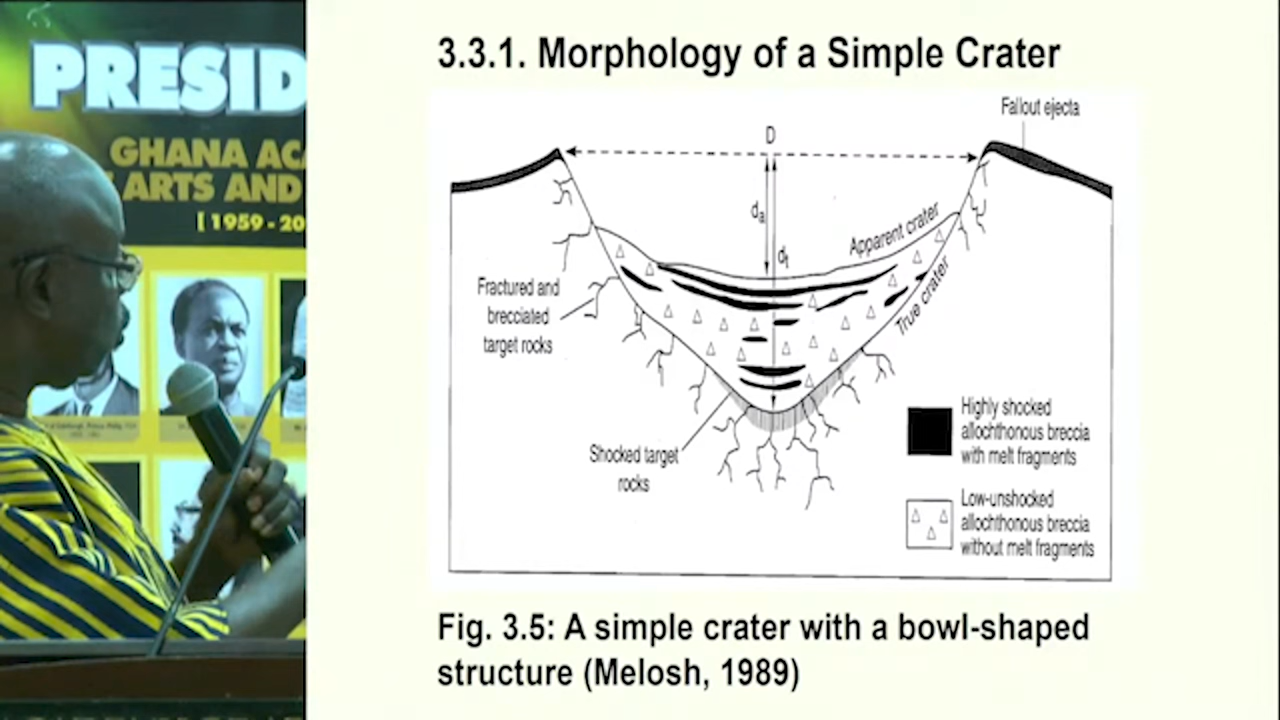 PRESID
GHANA AC
ARTS AND
[ 1959 - 20
3.3.1. Morphology of a Simple Crater
Fallout ejecta
D
da
dt
Apparent crater
True crater
Fractured and
brecciated
target rocks
Shocked target
rocks
Highly shocked
allochthonous breccia
with melt fragments
Low-unshocked
allochthonous breccia
without melt fragments
Fig. 3.5: A simple crater with a bowl-shaped
structure (Melosh, 1989)